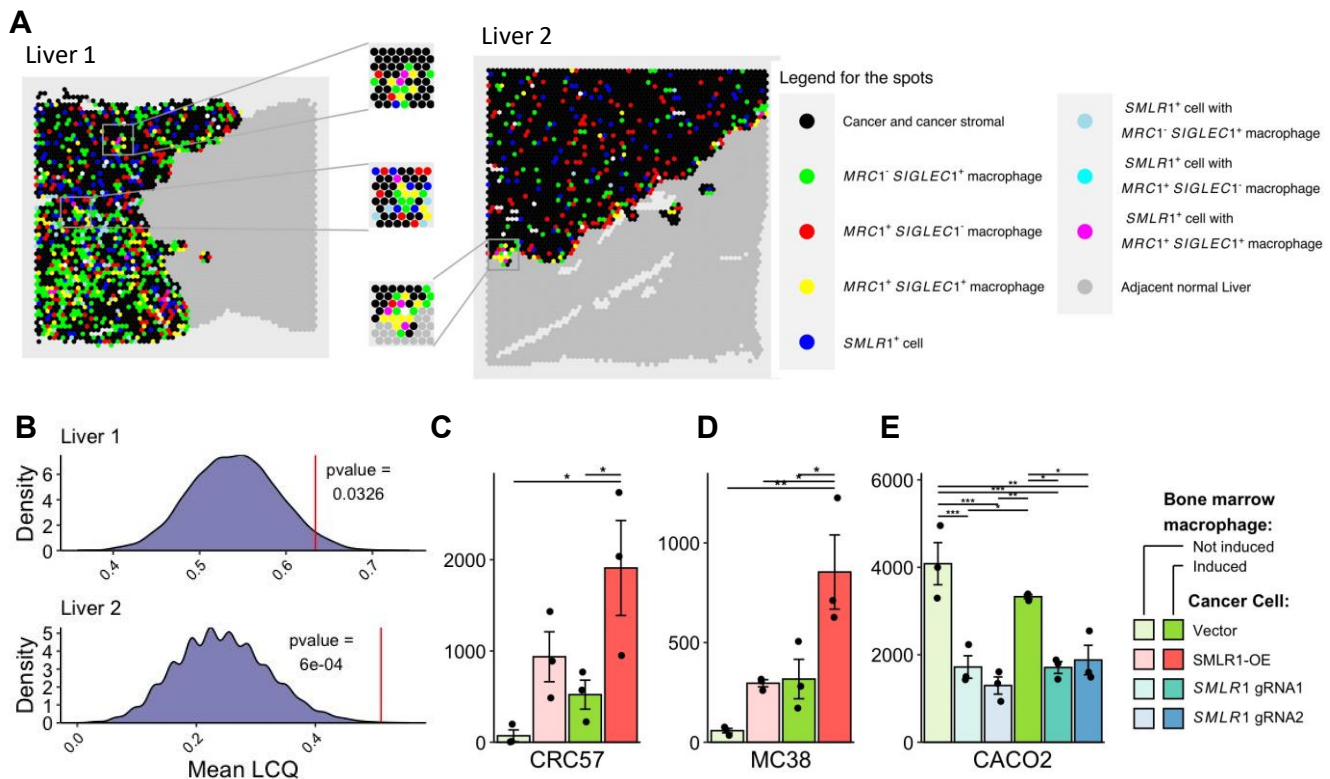 A
Liver 1
Liver 2
Legend for the spots
Cancer and cancer stromal
MRC1- SIGLEC1+ macrophage
MRC1+ SIGLEC1- macrophage
MRC1+ SIGLEC1+ macrophage
SMLR1+ cell
SMLR1+ cell with
MRC1- SIGLEC1+ macrophage
SMLR1+ cell with
MRC1+ SIGLEC1- macrophage
SMLR1+ cell with
MRC1+ SIGLEC1+ macrophage
Adjacent normal Liver
B
Liver 1
Density
6
4
2
0
pvalue =
0.0326
0.4
0.5
0.6
0.7
Liver 2
Density
5
4
3
2
1
0
pvalue =
6e-04
0.0
0.2
0.4
Mean LCQ
C
2000
1000
0
*
*
CRC57
D
1000
500
0
*
*
**
MC38
E
6000
4000
2000
0
*
*
**
***
**
***
*
***
CACO2
Bone marrow
macrophage:
Not induced
Induced
Cancer Cell:
Vector
SMLR1-OE
SMLR1 gRNA1
SMLR1 gRNA2